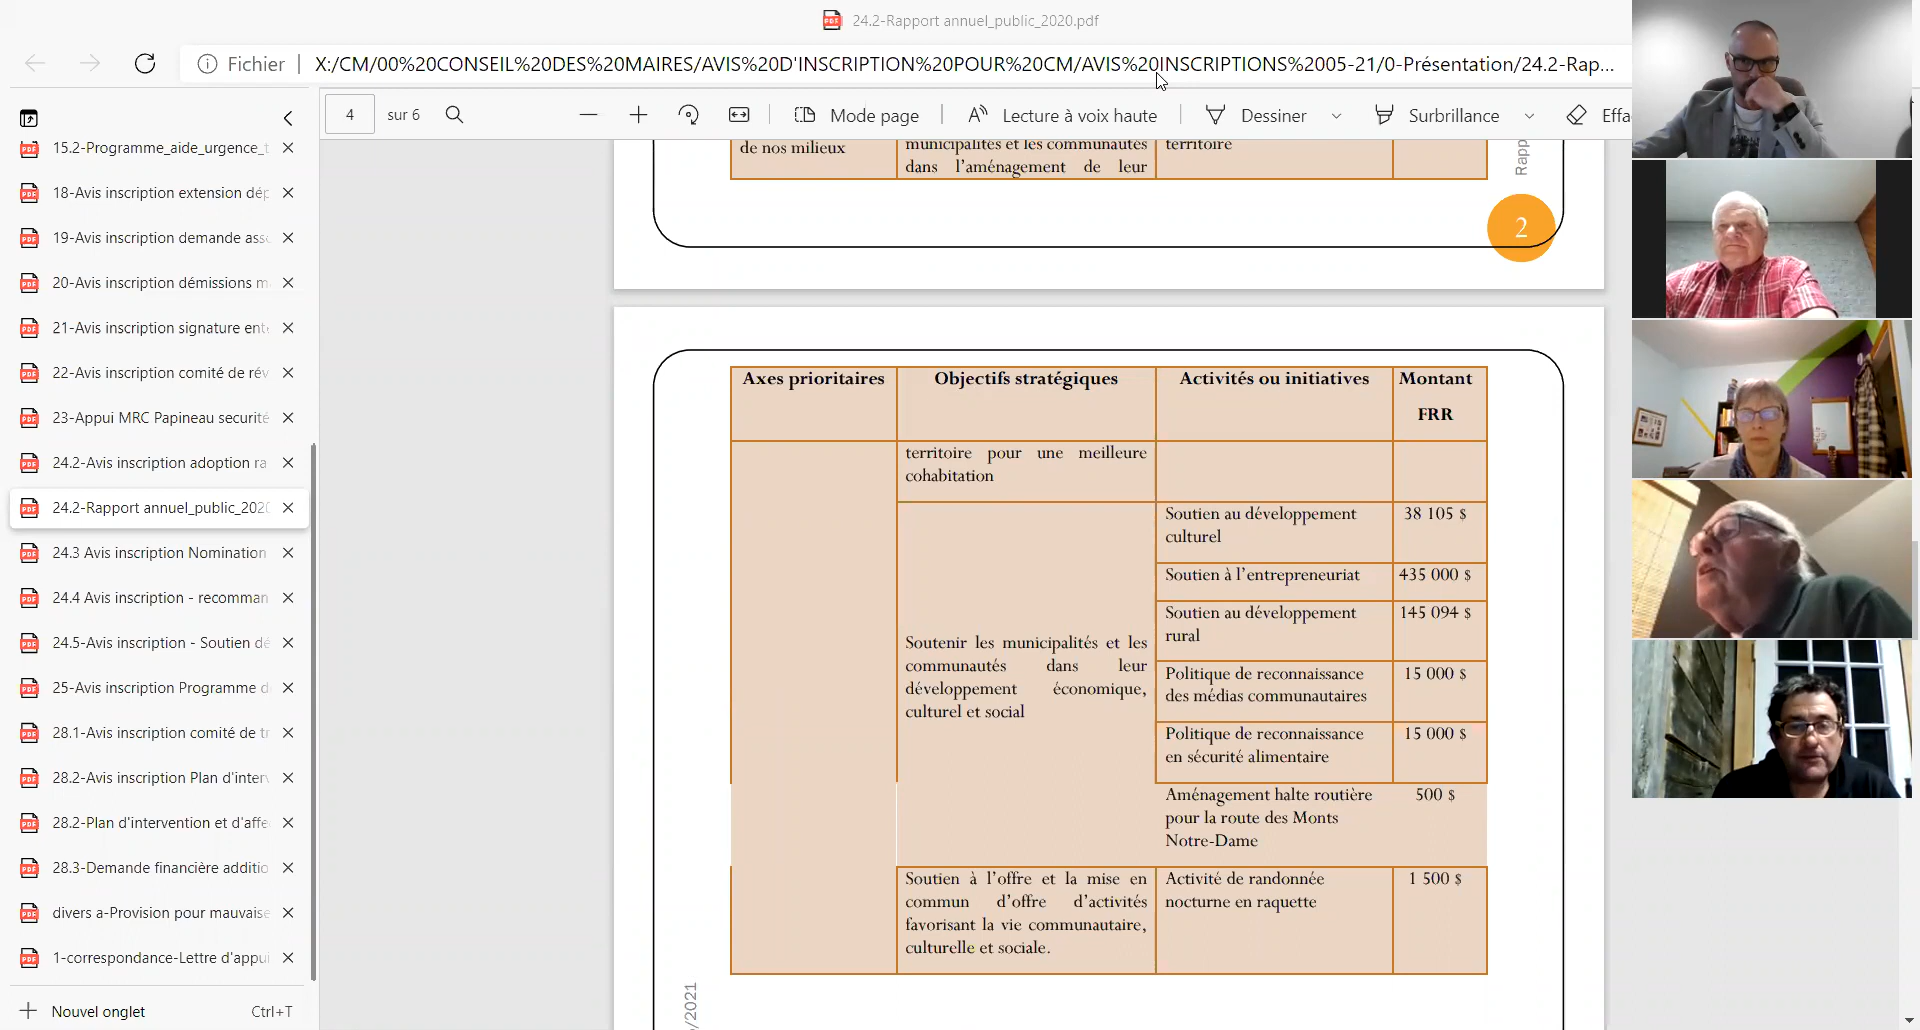 24.2-Rapport annuel_public_2020.pdf
Fichier
X:/CM/00%20CONSEIL%20DES%20MAIRES/AVIS%20D'INSCRIPTION%20POUR%20CM/AVIS%20INSCRIPTIONS%2005-21/0-Présentation/24.2-Rap...
4 sur 6
Mode page
Lecture à voix haute
Dessiner
Surbrillance
Effa
15.2-Programme_aide_urgence_t
18-Avis inscription extension dép
19-Avis inscription demande asso
20-Avis inscription démissions m
21-Avis inscription signature ent
22-Avis inscription comité de rév
23-Appui MRC Papineau securité
24.2-Avis inscription adoption ra
24.2-Rapport annuel_public_2020
24.3 Avis inscription Nomination
24.4 Avis inscription - recomman
24.5-Avis inscription - Soutien dé
25-Avis inscription Programme d
28.1-Avis inscription comité de tr
28.2-Avis inscription Plan d'interv
28.2-Plan d'intervention et d'affe
28.3-Demande financière additio
divers a-Provision pour mauvaise
1-correspondance-Lettre d'appui
Nouvel onglet Ctrl+T
de nos milieux
municipalités et les communautés
dans l'aménagement de leur
territoire
Rapp
2
Axes prioritaires
Objectifs stratégiques
Activités ou initiatives
Montant
FRR
territoire pour une meilleure
cohabitation
Soutenir les municipalités et les
communautés dans leur
développement économique,
culturel et social
Soutien au développement
culturel
38 105 $
Soutien à l'entrepreneuriat
435 000 $
Soutien au développement
rural
145 094 $
Politique de reconnaissance
des médias communautaires
15 000 $
Politique de reconnaissance
en sécurité alimentaire
15 000 $
Aménagement halte routière
pour la route des Monts
Notre-Dame
500 $
Soutien à l'offre et la mise en
commun d'offre d'activités
favorisant la vie communautaire,
culturelle et sociale.
Activité de randonnée
nocturne en raquette
1 500 $
/2021